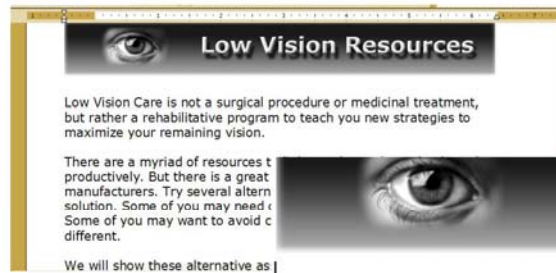 Low Vision Resources
Low Vision Care is not a surgical procedure or medicinal treatment,
but rather a rehabilitative program to teach you new strategies to
maximize your remaining vision.
There are a myriad of resources t
productively. But there is a great
manufacturers. Try several altern
solution. Some of you may need
Some of you may want to avoid c
different.
We will show these alternative as